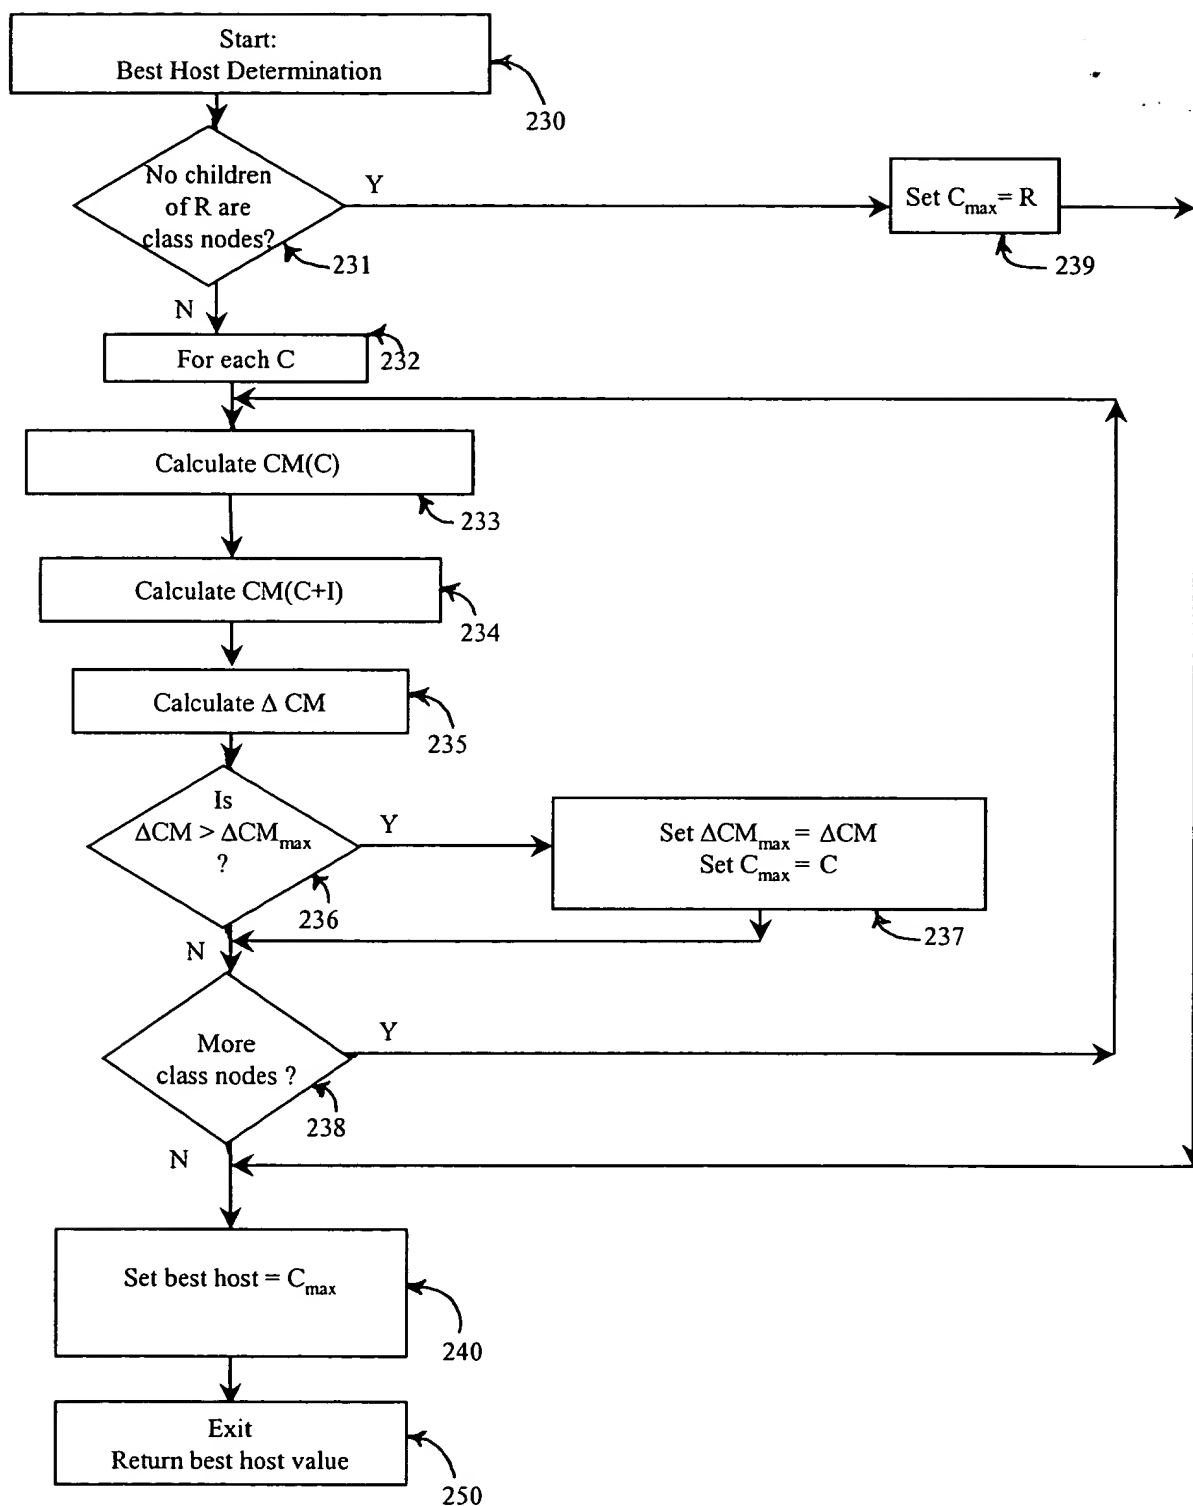 Start:
Best Host Determination
230
No children
of R are
class nodes?
Y
Set C_max = R
231
239
N
For each C
232
Calculate CM(C)
233
Calculate CM(C+I)
234
Calculate Δ CM
235
Is
ΔCM > ΔCM_max
?
Y
Set ΔCM_max = ΔCM
Set C_max = C
236
237
N
More
class nodes ?
Y
238
N
Set best host = C_max
240
Exit
Return best host value
250